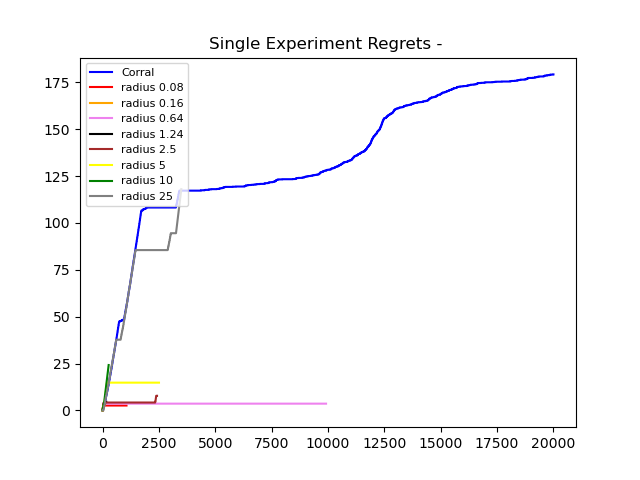 Single Experiment Regrets -
Corral
radius 0.08
radius 0.16
radius 0.64
radius 1.24
radius 2.5
radius 5
radius 10
radius 25
175
150
125
100
75
50
25
0
0 2500 5000 7500 10000 12500 15000 17500 20000